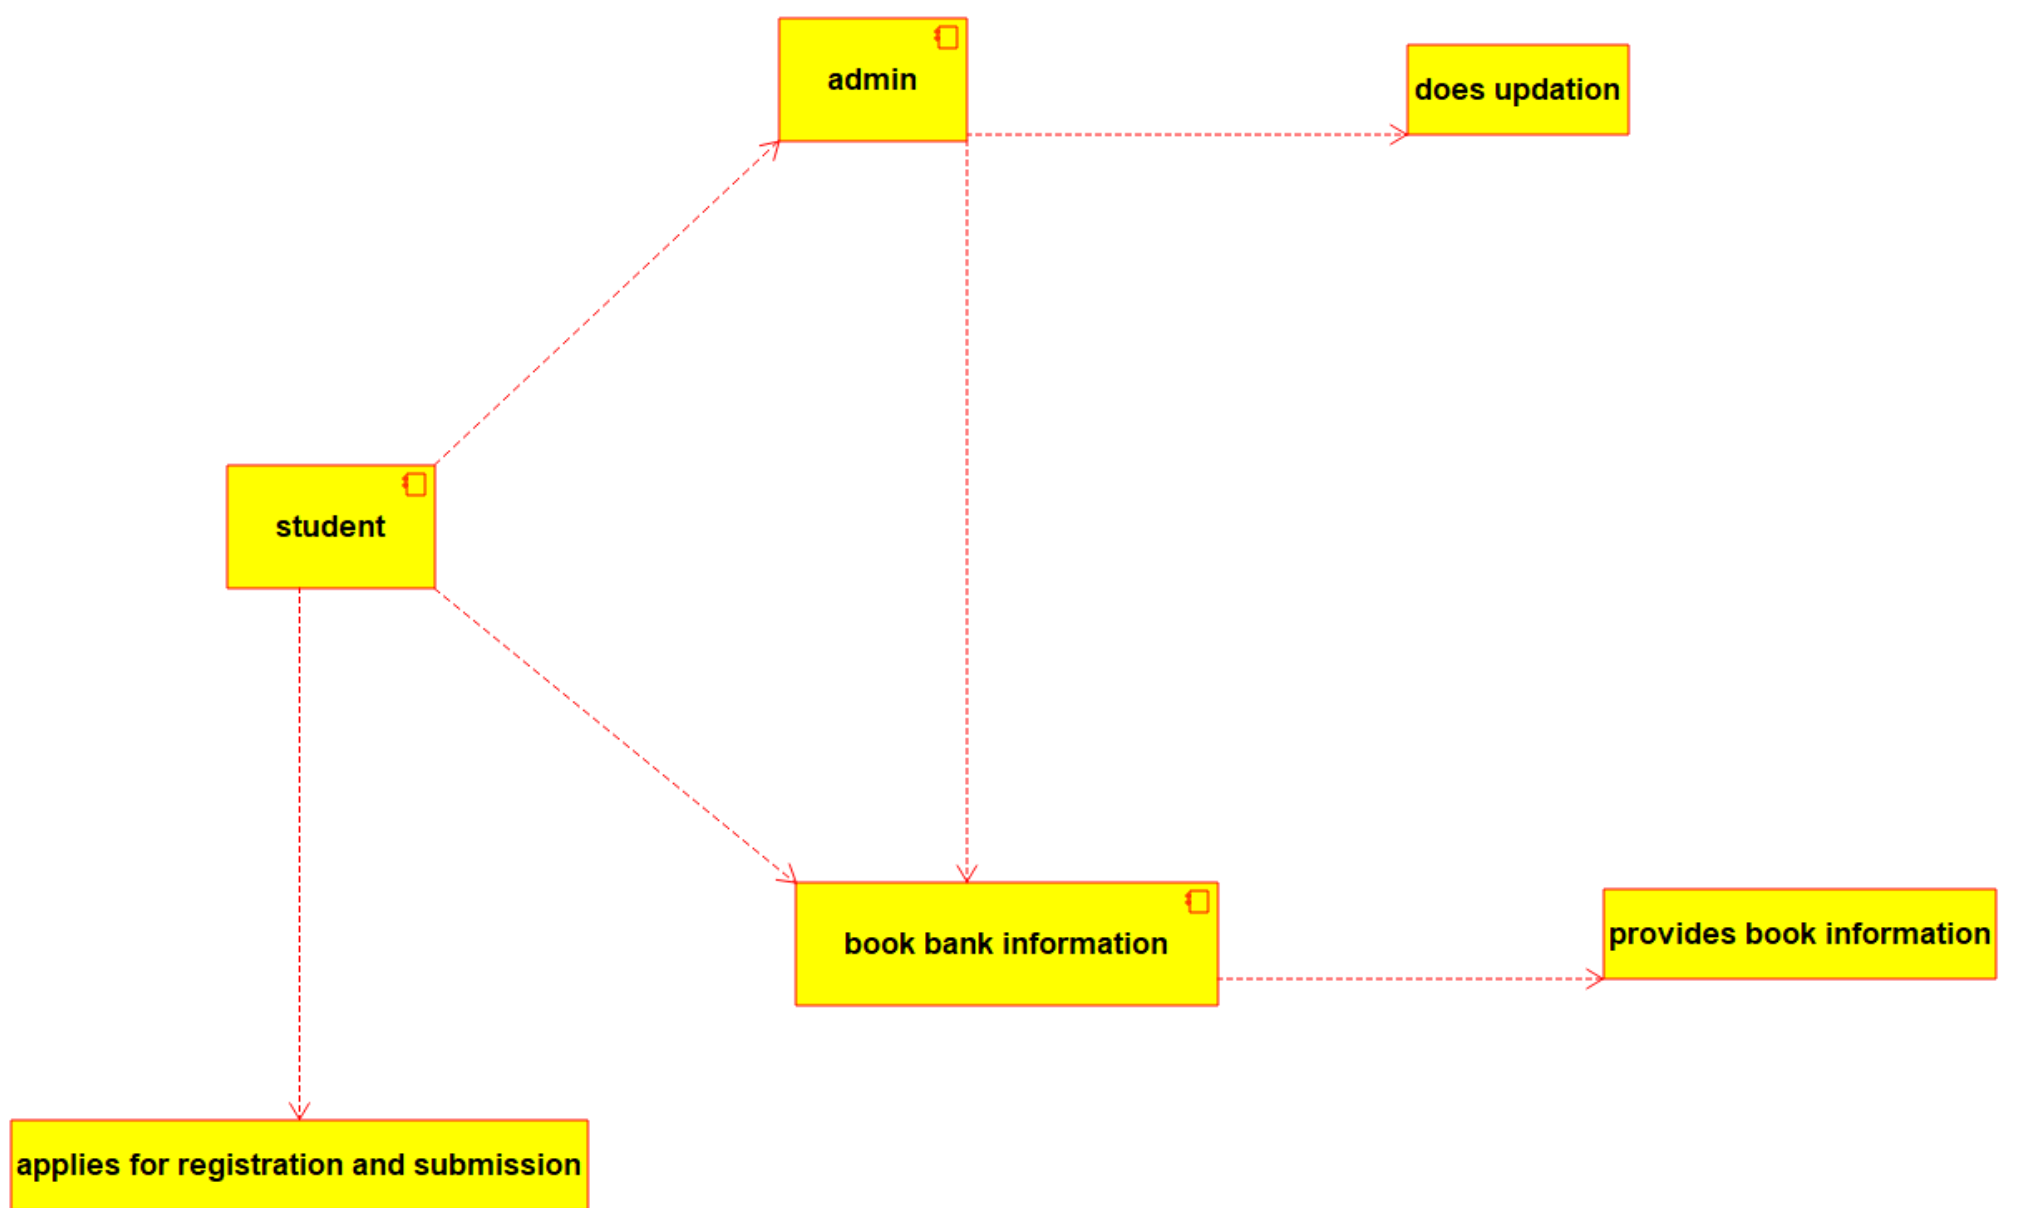 admin
does updation
student
book bank information
provides book information
applies for registration and submission